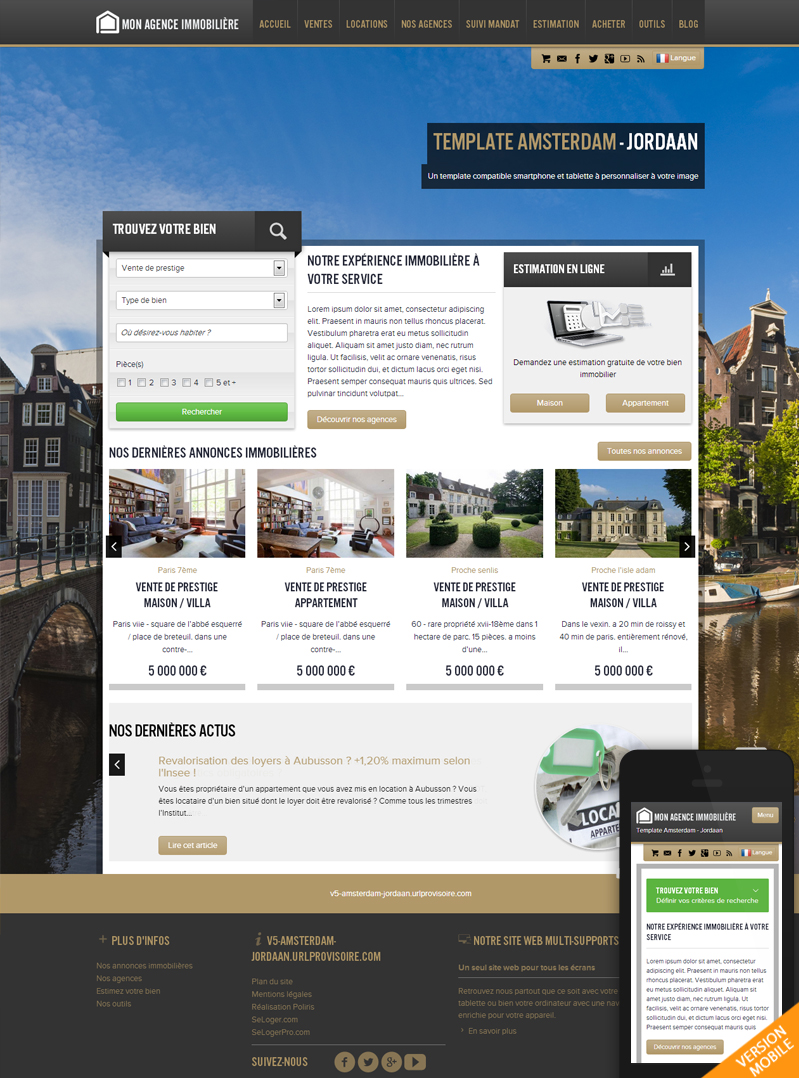 MON AGENCE IMMOBILIÈRE
ACCUEIL VENTES LOCATIONS NOS AGENCES SUIVI MANDAT ESTIMATION ACHETER OUTILS BLOG
Langue
TEMPLATE AMSTERDAM - JORDAAN
Un template compatible smartphone et tablette à personnaliser à votre image
TROUVEZ VOTRE BIEN
Vente de prestige
Type de bien
Où désirez-vous habiter ?
Pièce(s)
1 2 3 4 5 et +
Rechercher
NOTRE EXPÉRIENCE IMMOBILIÈRE À
VOTRE SERVICE
Lorem ipsum dolor sit amet, consectetur adipiscing
elit. Praesent in mauris non tellus rhoncus placerat.
Vestibulum pharetra erat eu metus sollicitudin
aliquet. Aliquam sit amet justo diam, nec rutrum
ligula. Ut facilisis, velit ac ornare venenatis, risus
tortor sollicitudin dui, et dictum lacus orci eget nisi.
Praesent semper consequat mauris quis ultrices. Sed
pulvinar tincidunt volutpat...
Découvrir nos agences
ESTIMATION EN LIGNE
Demandez une estimation gratuite de votre bien
immobilier
Maison
Appartement
NOS DERNIÈRES ANNONCES IMMOBILIÈRES
Toutes nos annonces
Paris 7ème
VENTE DE PRESTIGE
MAISON / VILLA
Paris viie - square de l'abbé esquerré
/ place de breteuil. dans une
contre-...
5 000 000 €
Paris 7ème
VENTE DE PRESTIGE
APPARTEMENT
Paris viie - square de l'abbé esquerré
/ place de breteuil. dans une
contre-...
5 000 000 €
Proche senlis
VENTE DE PRESTIGE
MAISON / VILLA
60 - rare propriété xvii-18ème dans 1
hectare de parc. 15 pièces. a moins
d'une...
5 000 000 €
Proche l'isle adam
VENTE DE PRESTIGE
MAISON / VILLA
Dans le vexin. a 20 min de roissy et
40 min de paris. entièrement rénové,
il...
5 000 000 €
NOS DERNIÈRES ACTUS
Revalorisation des loyers à Aubusson ? +1,20% maximum selon
l'Insee !
Vous êtes propriétaire d'un appartement que vous avez mis en location à Aubusson ? Vous
êtes locataire d'un bien situé dont le loyer doit être revalorisé ? Comme tous les trimestres
l'Institut...
Lire cet article
v5-amsterdam-jordaan.urlprovisoire.com
PLUS D'INFOS
Nos annonces immobilières
Nos agences
Estimez votre bien
Nos outils
V5-AMSTERDAM-
JORDAAN.URLPROVISOIRE.COM
Plan du site
Mentions légales
Réalisation Poliris
SeLoger.com
SeLogerPro.com
SUIVEZ-NOUS
NOTRE SITE WEB MULTI-SUPPORTS
Un seul site web pour tous les écrans
Retrouvez nous partout que ce soit avec votre
tablette ou bien votre ordinateur avec une nav
enrichie pour votre appareil.
En savoir plus
MON AGENCE IMMOBILIÈRE
Menu
Template Amsterdam - Jordaan
Langue
TROUVEZ VOTRE BIEN
Définir vos critères de recherche
NOTRE EXPÉRIENCE IMMOBILIÈRE À VOTRE
SERVICE
Lorem ipsum dolor sit amet, consectetur
adipiscing elit. Praesent in mauris non tellus
rhoncus placerat. Vestibulum pharetra erat
eu metus sollicitudin aliquet. Aliquam sit
amet justo diam, nec rutrum ligula. Ut
facilisis, velit ac ornare venenatis, risus tortor
sollicitudin dui, et dictum lacus orci eget nisi.
Praesent semper consequat mauris quis
Découvrir nos agences
VERSION
MOBILE